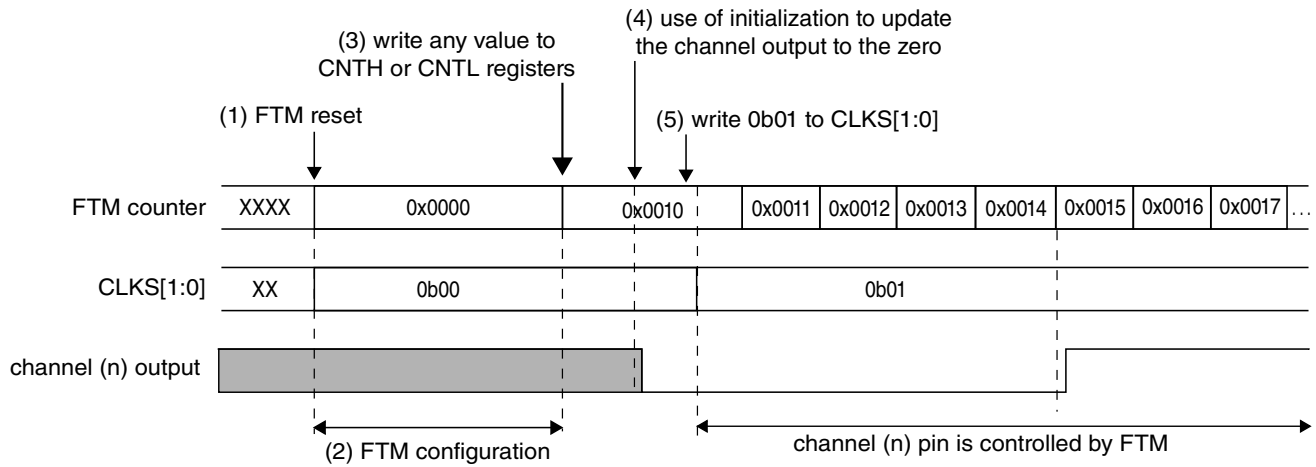 (4) use of initialization to update
the channel output to the zero
(3) write any value to
CNTH or CNTL registers
(1) FTM reset
(5) write 0b01 to CLKS[1:0]
FTM counter XXXX 0x0000 0x0010 0x0011 0x0012 0x0013 0x0014 0x0015 0x0016 0x0017 ...
CLKS[1:0] XX 0b00 0b01
channel (n) output
(2) FTM configuration
channel (n) pin is controlled by FTM